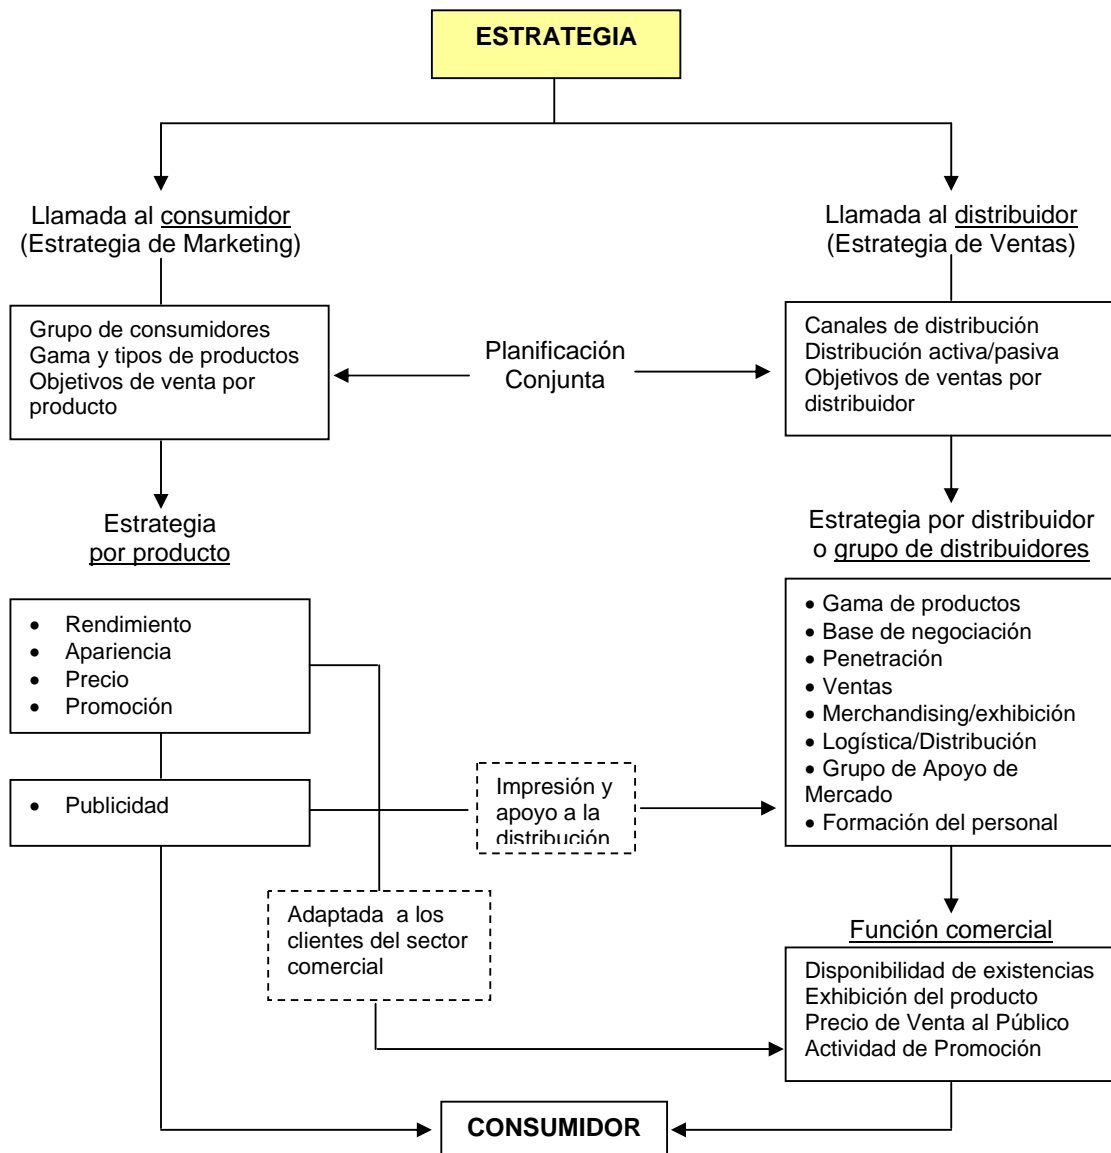 ESTRATEGIA
Llamada al consumidor
(Estrategia de Marketing)
Llamada al distribuidor
(Estrategia de Ventas)
Grupo de consumidores
Gama y tipos de productos
Objetivos de venta por
producto
Planificación
Conjunta
Canales de distribución
Distribución activa/pasiva
Objetivos de ventas por
distribuidor
Estrategia
por producto
Estrategia por distribuidor
o grupo de distribuidores
• Rendimiento
• Apariencia
• Precio
• Promoción
• Gama de productos
• Base de negociación
• Penetración
• Ventas
• Merchandising/exhibición
• Logística/Distribución
• Grupo de Apoyo de
Mercado
• Formación del personal
• Publicidad
Impresión y
apoyo a la
distribución
Adaptada a los
clientes del sector
comercial
Función comercial
Disponibilidad de existencias
Exhibición del producto
Precio de Venta al Público
Actividad de Promoción
CONSUMIDOR